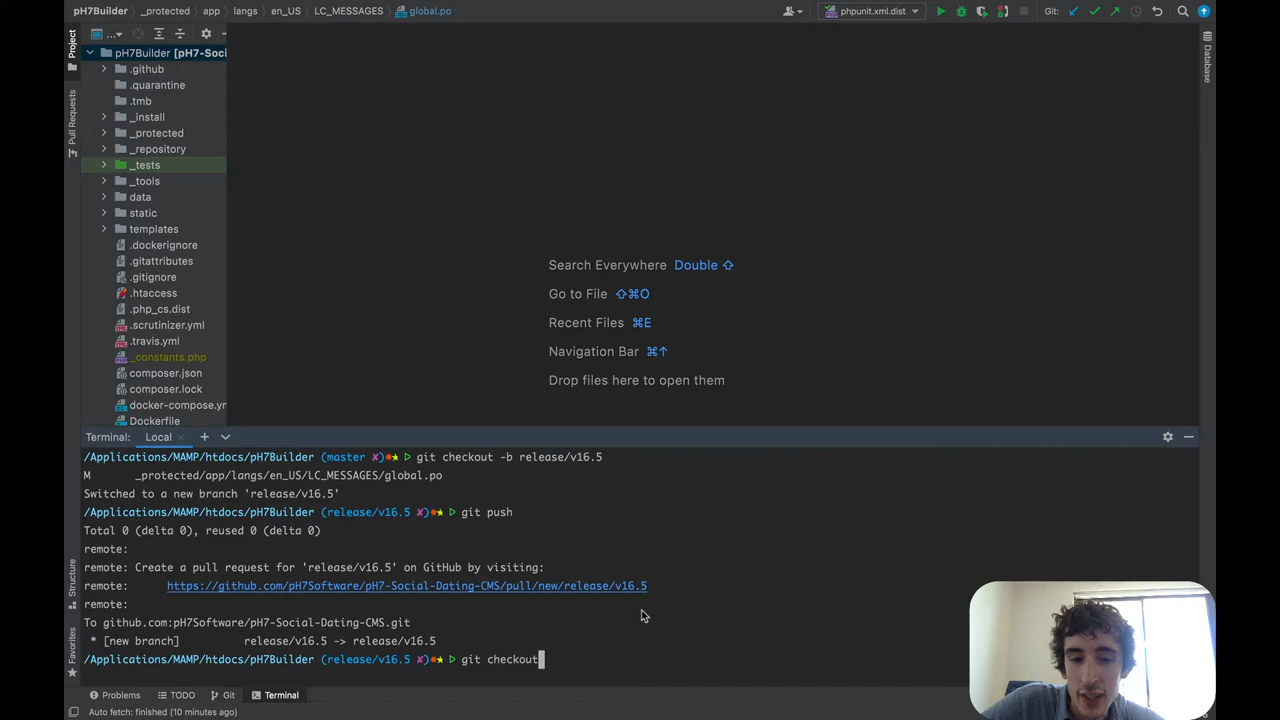 pH7Builder
_protected
app
langs
en_US
LC_MESSAGES
global.po
phpunit.xml.dist
Git:
Project
...
pH7Builder [pH7-Soci
.github
.quarantine
.tmb
_install
_protected
_repository
_tests
_tools
data
static
templates
.dockerignore
.gitattributes
.gitignore
.htaccess
.php_cs.dist
.scrutinizer.yml
.travis.yml
_constants.php
composer.json
composer.lock
docker-compose.yr
Dockerfile
Pull Requests
Structure
Favorites
Database
Search Everywhere Double ⇧
Go to File ⇧⌘O
Recent Files ⌘E
Navigation Bar ⌘↑
Drop files here to open them
Terminal: Local
/Applications/MAMP/htdocs/pH7Builder (master ✗)✹★ ▷ git checkout -b release/v16.5
M _protected/app/langs/en_US/LC_MESSAGES/global.po
Switched to a new branch 'release/v16.5'
/Applications/MAMP/htdocs/pH7Builder (release/v16.5 ✗)✹★ ▷ git push
Total 0 (delta 0), reused 0 (delta 0)
remote:
remote: Create a pull request for 'release/v16.5' on GitHub by visiting:
remote: https://github.com/pH7Software/pH7-Social-Dating-CMS/pull/new/release/v16.5
remote:
To github.com:pH7Software/pH7-Social-Dating-CMS.git
* [new branch] release/v16.5 -> release/v16.5
/Applications/MAMP/htdocs/pH7Builder (release/v16.5 ✗)✹★ ▷ git checkout
Problems
TODO
Git
Terminal
Auto fetch: finished (10 minutes ago)